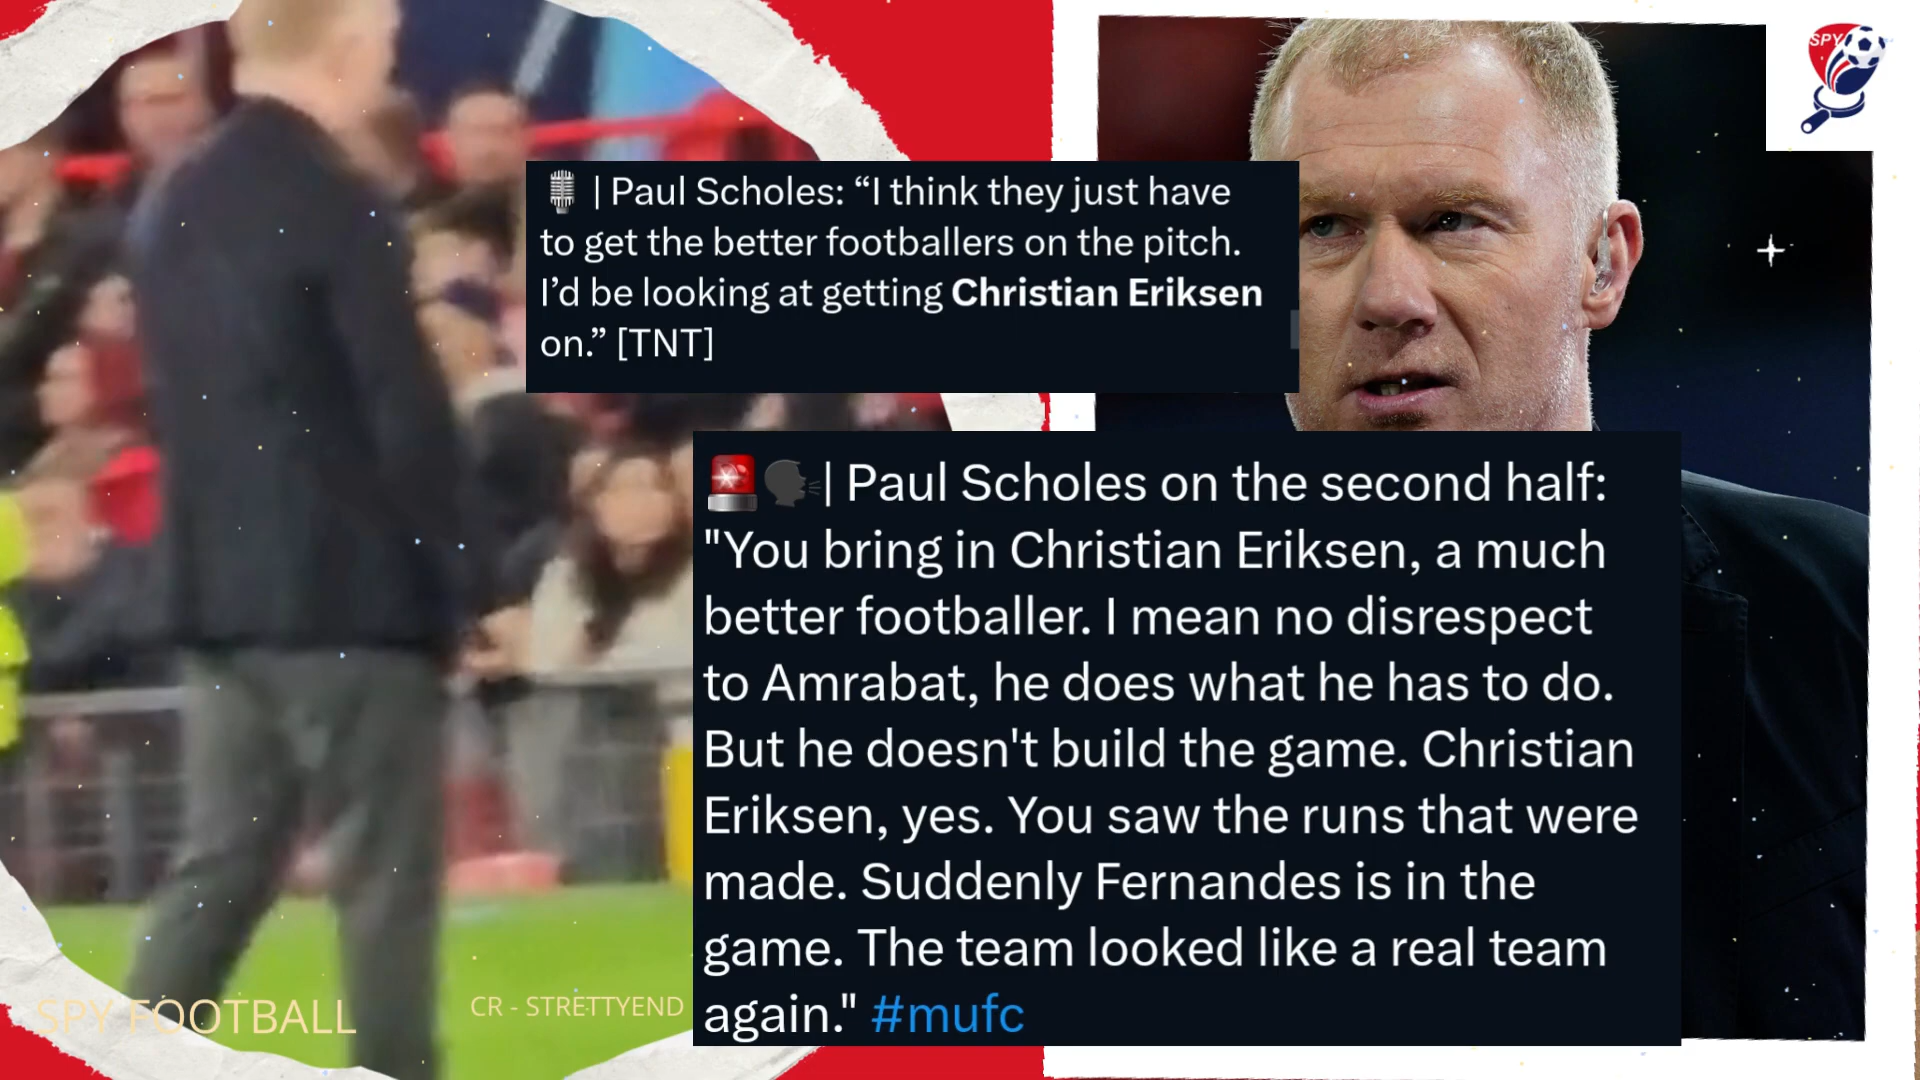 SPY
| Paul Scholes: “I think they just have
to get the better footballers on the pitch.
I’d be looking at getting Christian Eriksen
on.” [TNT]
| Paul Scholes on the second half:
"You bring in Christian Eriksen, a much
better footballer. I mean no disrespect
to Amrabat, he does what he has to do.
But he doesn't build the game. Christian
Eriksen, yes. You saw the runs that were
made. Suddenly Fernandes is in the
game. The team looked like a real team
again." #mufc
SPY FOOTBALL
CR - STRETTYEND